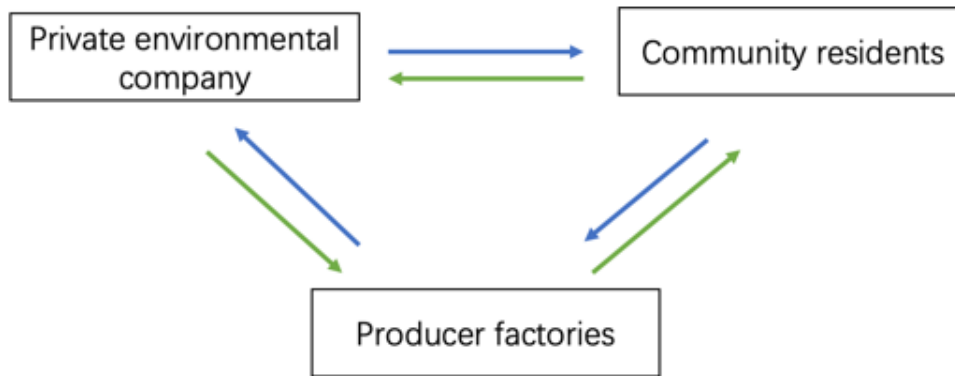 Private environmental
company
Community residents
Producer factories